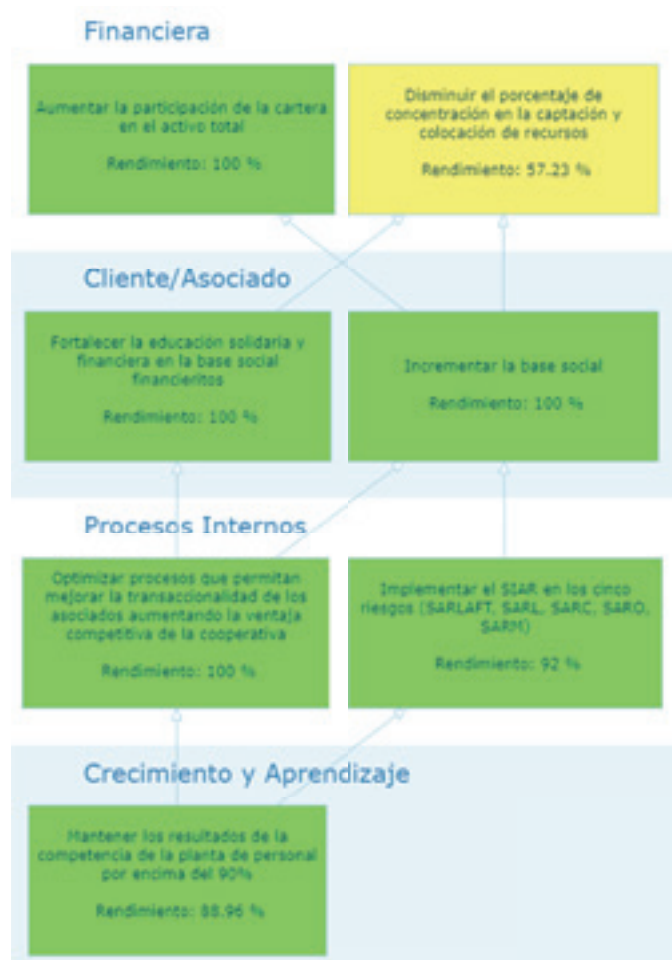 Financiera
Aumentar la participación de la cartera
en el activo total
Rendimiento: 100 %
Disminuir el porcentaje de
concentración en la captación y
colocación de recursos
Rendimiento: 57.23 %
Cliente/Asociado
Fortalecer la educación solidaria y
financiera en la base social
financieritos
Rendimiento: 100 %
Incrementar la base social
Rendimiento: 100 %
Procesos Internos
Optimizar procesos que permitan
mejorar la transaccionalidad de los
asociados aumentando la ventaja
competitiva de la cooperativa
Rendimiento: 100 %
Implementar el SIAR en los cinco
riesgos (SARLAFT, SARL, SARC, SARO,
SARM)
Rendimiento: 92 %
Crecimiento y Aprendizaje
Mantener los resultados de la
competencia de la planta de personal
por encima del 90%
Rendimiento: 88.96 %